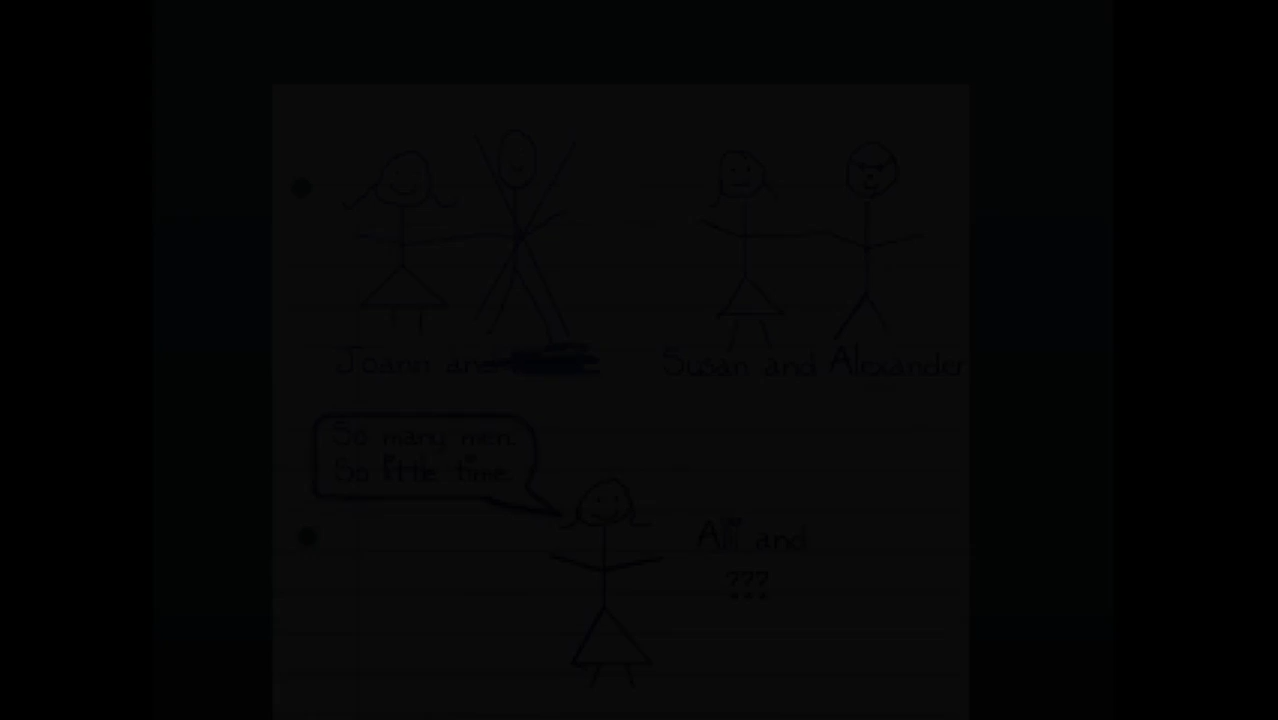 Joann and
Susan and Alexander
So many men.
So little time.
Alli and
???